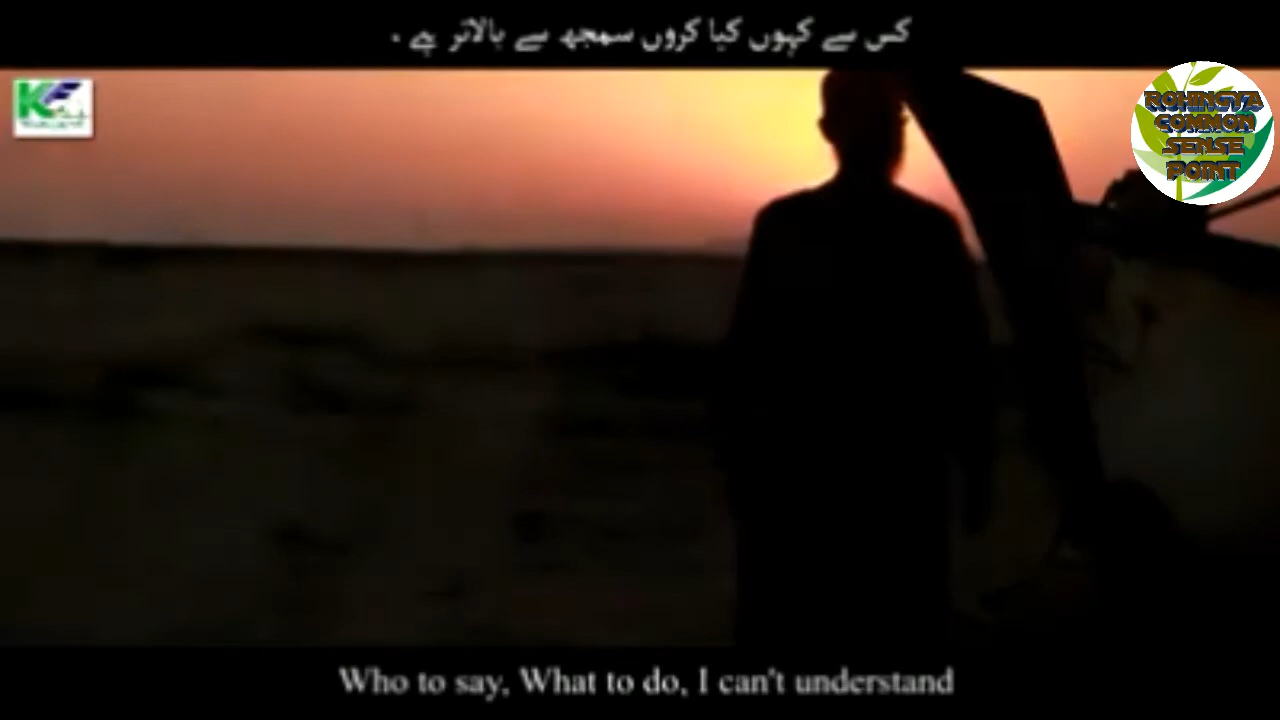 کس سے کہوں کیا کروں سمجھ سے بالاتر ہے ۔
KF
ROHINGYA
COMMON
SENSE
POINT
Who to say, What to do, I can't understand